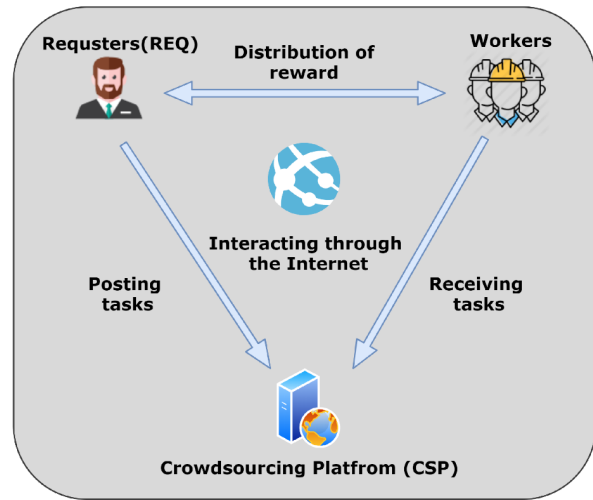 Requsters(REQ)
Workers
Distribution of
reward
Interacting through
the Internet
Posting
tasks
Receiving
tasks
Crowdsourcing Platfrom (CSP)